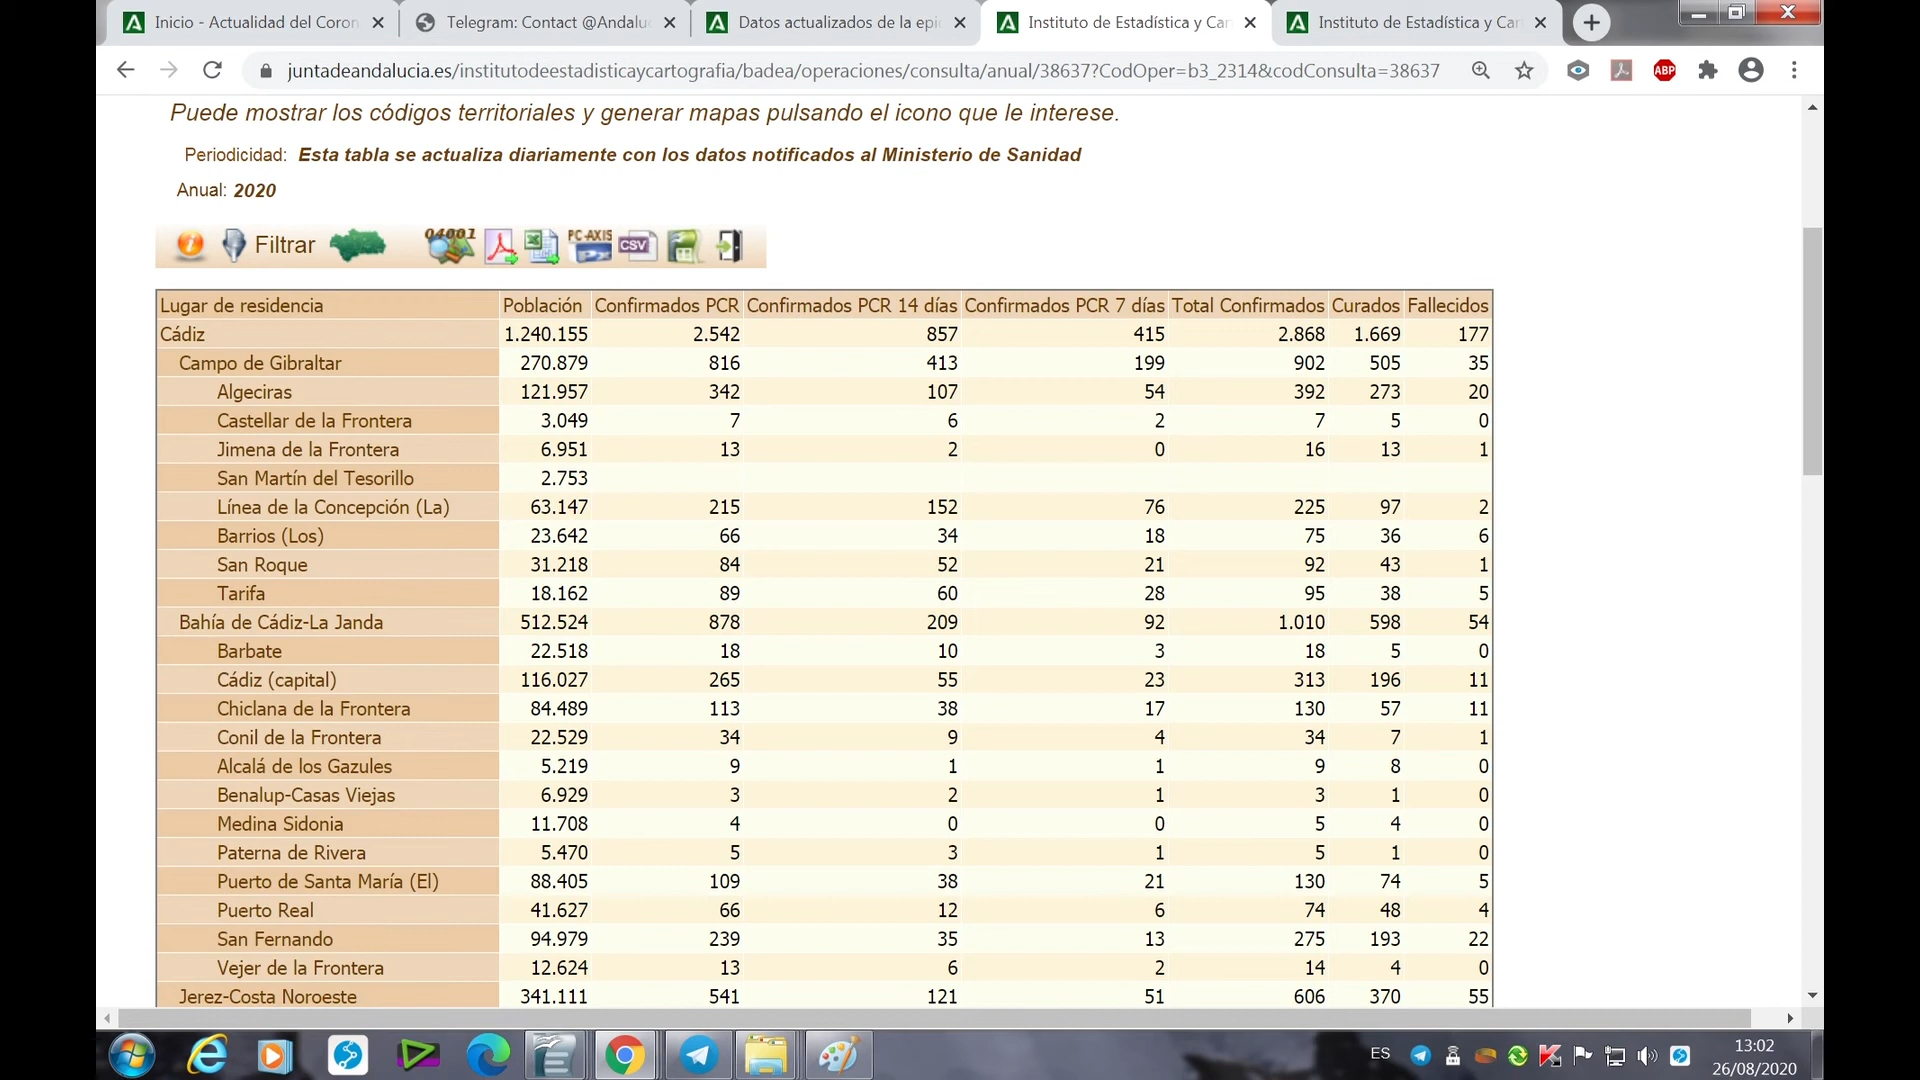 Inicio - Actualidad del Coron
Telegram: Contact @Andaluc
Datos actualizados de la epi
Instituto de Estadística y Car
Instituto de Estadística y Car
juntadeandalucia.es/institutodeestadisticaycartografia/badea/operaciones/consulta/anual/38637?CodOper=b3_2314&codConsulta=38637
ABP
Puede mostrar los códigos territoriales y generar mapas pulsando el icono que le interese.
Periodicidad: Esta tabla se actualiza diariamente con los datos notificados al Ministerio de Sanidad
Anual: 2020
Filtrar 04001 PC-AXIS Px CSV
Lugar de residencia Población Confirmados PCR Confirmados PCR 14 días Confirmados PCR 7 días Total Confirmados Curados Fallecidos
Cádiz 1.240.155 2.542 857 415 2.868 1.669 177
Campo de Gibraltar 270.879 816 413 199 902 505 35
Algeciras 121.957 342 107 54 392 273 20
Castellar de la Frontera 3.049 7 6 2 7 5 0
Jimena de la Frontera 6.951 13 2 0 16 13 1
San Martín del Tesorillo 2.753
Línea de la Concepción (La) 63.147 215 152 76 225 97 2
Barrios (Los) 23.642 66 34 18 75 36 6
San Roque 31.218 84 52 21 92 43 1
Tarifa 18.162 89 60 28 95 38 5
Bahía de Cádiz-La Janda 512.524 878 209 92 1.010 598 54
Barbate 22.518 18 10 3 18 5 0
Cádiz (capital) 116.027 265 55 23 313 196 11
Chiclana de la Frontera 84.489 113 38 17 130 57 11
Conil de la Frontera 22.529 34 9 4 34 7 1
Alcalá de los Gazules 5.219 9 1 1 9 8 0
Benalup-Casas Viejas 6.929 3 2 1 3 1 0
Medina Sidonia 11.708 4 0 0 5 4 0
Paterna de Rivera 5.470 5 3 1 5 1 0
Puerto de Santa María (El) 88.405 109 38 21 130 74 5
Puerto Real 41.627 66 12 6 74 48 4
San Fernando 94.979 239 35 13 275 193 22
Vejer de la Frontera 12.624 13 6 2 14 4 0
Jerez-Costa Noroeste 341.111 541 121 51 606 370 55
ES
13:02
26/08/2020